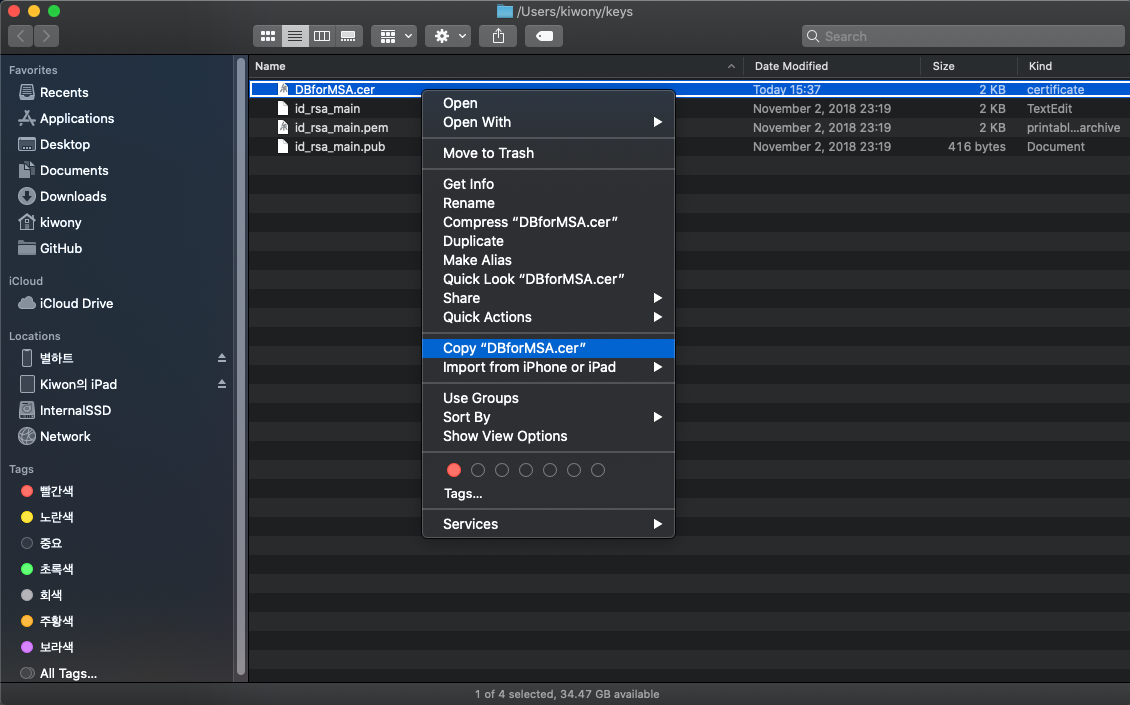 /Users/kiwony/keys
Search
Favorites
Recents
Applications
Desktop
Documents
Downloads
kiwony
GitHub
iCloud
iCloud Drive
Locations
별하트
Kiwon의 iPad
InternalSSD
Network
Tags
빨간색
노란색
중요
초록색
회색
주황색
보라색
All Tags...
Name Date Modified Size Kind
DBforMSA.cer Today 15:37 2 KB certificate
id_rsa_main November 2, 2018 23:19 2 KB TextEdit
id_rsa_main.pem November 2, 2018 23:19 2 KB printabl...archive
id_rsa_main.pub November 2, 2018 23:19 416 bytes Document
Open
Open With
Move to Trash
Get Info
Rename
Compress “DBforMSA.cer”
Duplicate
Make Alias
Quick Look “DBforMSA.cer”
Share
Quick Actions
Copy “DBforMSA.cer”
Import from iPhone or iPad
Use Groups
Sort By
Show View Options
Tags...
Services
1 of 4 selected, 34.47 GB available